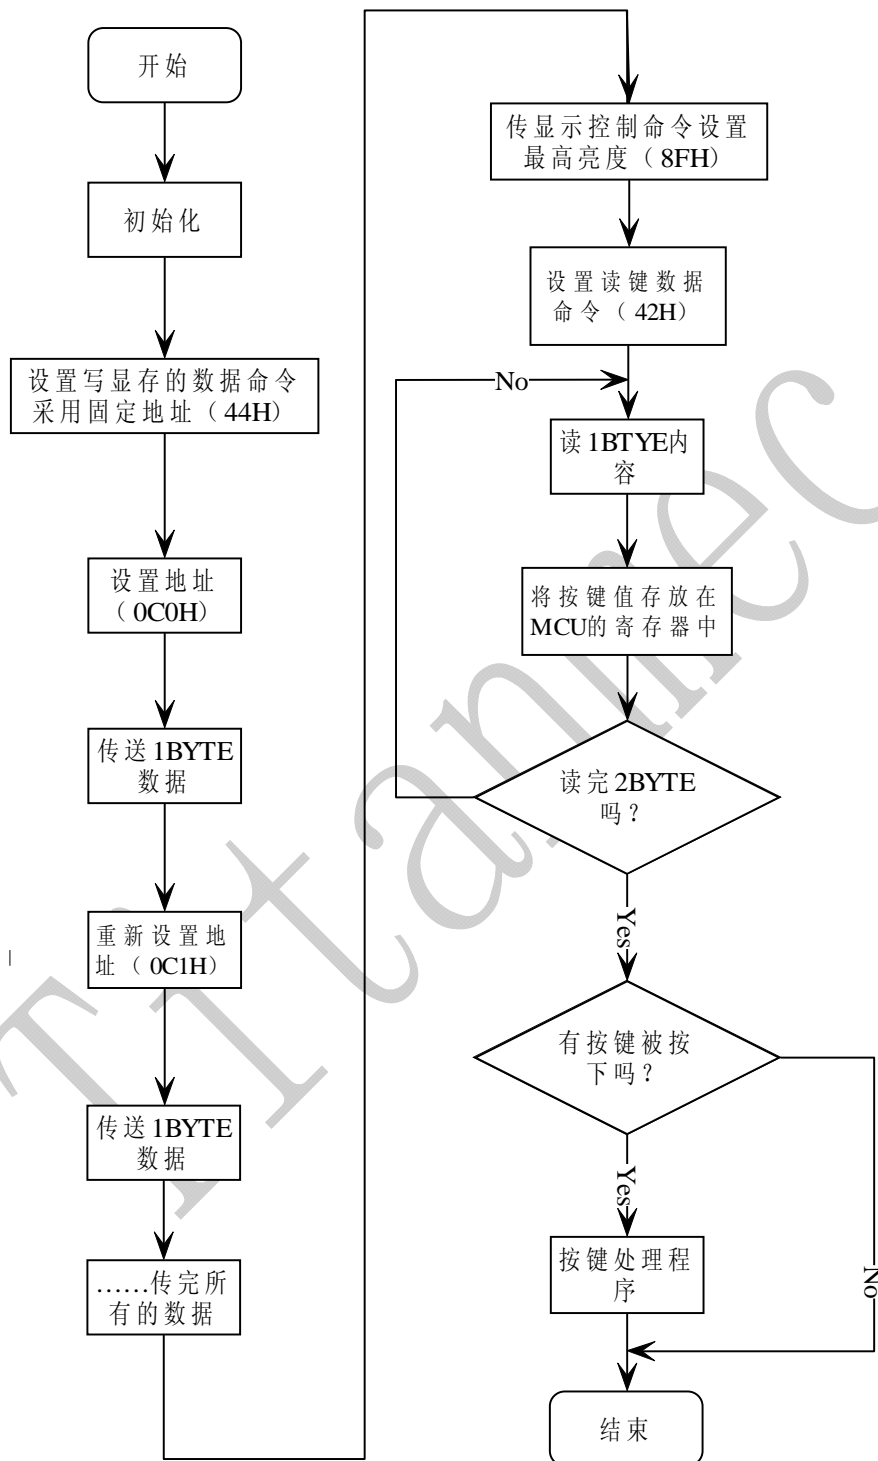 开始
初始化
设置写显存的数据命令
采用固定地址（44H）
设置地址
（0C0H）
传送1BYTE
数据
重新设置地
址（0C1H）
传送1BYTE
数据
……传完所
有的数据
传显示控制命令设置
最高亮度（8FH）
设置读键数据
命令（42H）
No
读1BTYE内
容
将按键值存放在
MCU的寄存器中
读完2BYTE
吗？
Yes
有按键被按
下吗？
Yes
No
按键处理程
序
结束
Titanmec